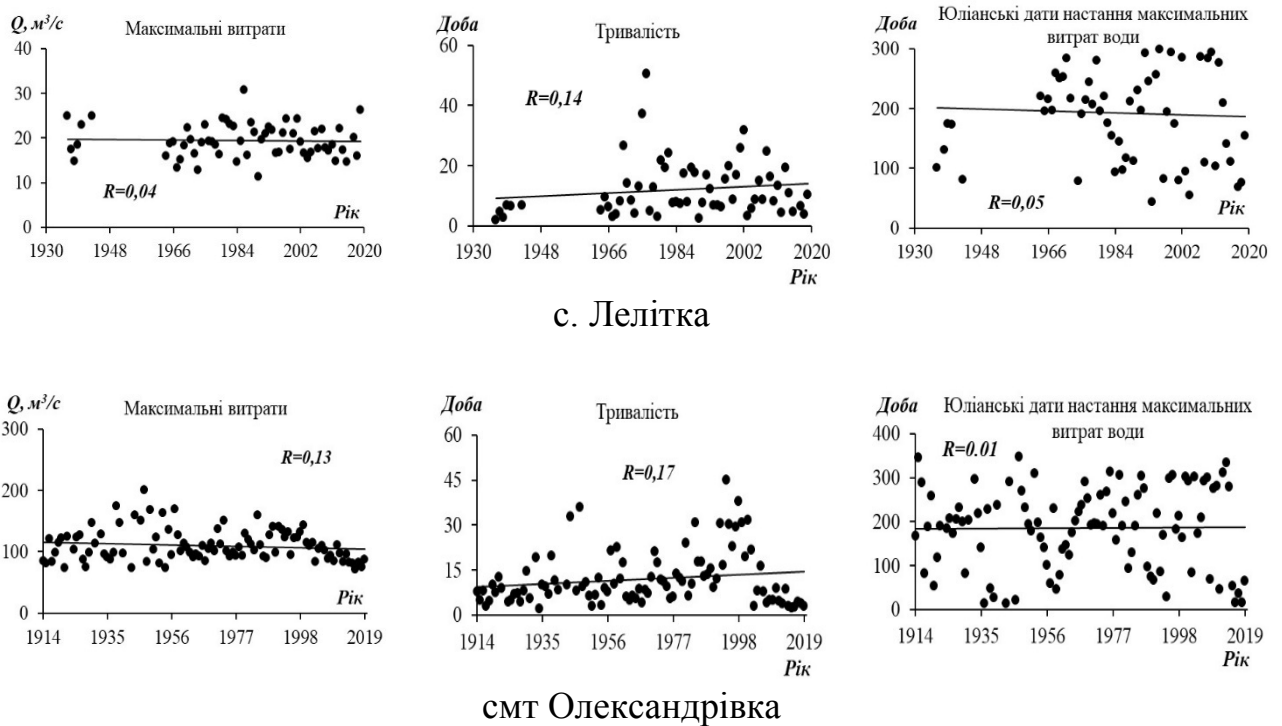 Q, м³/с
Максимальні витрати
40
30
20
10
0
R=0,04
Рік
1930 1948 1966 1984 2002 2020
Доба
Тривалість
60
40
20
0
R=0,14
1930 1948 1966 1984 2002 2020
Рік
Доба
Юліанські дати настання максимальних
витрат води
300
200
100
0
R=0,05
Рік
1930 1948 1966 1984 2002 2020
с. Лелітка
Q, м³/с
Максимальні витрати
300
200
100
0
R=0,13
Рік
1914 1935 1956 1977 1998 2019
Доба
Тривалість
60
45
30
15
0
R=0,17
1914 1935 1956 1977 1998 2019
Рік
Доба
Юліанські дати настання максимальних
витрат води
400
300
200
100
0
R=0.01
1914 1935 1956 1977 1998 2019
Рік
смт Олександрівка